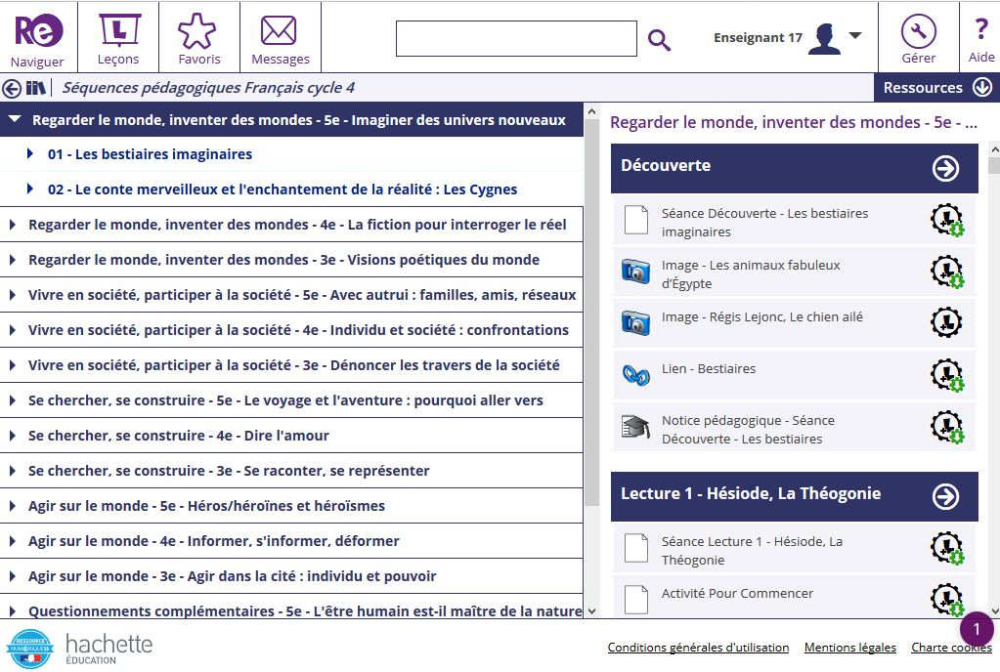 Re
Naviguer
Leçons
Favoris
Messages
Enseignant 17
Gérer
?
Aide
Séquences pédagogiques Français cycle 4
Ressources
Regarder le monde, inventer des mondes - 5e - Imaginer des univers nouveaux
01 - Les bestiaires imaginaires
02 - Le conte merveilleux et l'enchantement de la réalité : Les Cygnes
Regarder le monde, inventer des mondes - 4e - La fiction pour interroger le réel
Regarder le monde, inventer des mondes - 3e - Visions poétiques du monde
Vivre en société, participer à la société - 5e - Avec autrui : familles, amis, réseaux
Vivre en société, participer à la société - 4e - Individu et société : confrontations
Vivre en société, participer à la société - 3e - Dénoncer les travers de la société
Se chercher, se construire - 5e - Le voyage et l'aventure : pourquoi aller vers
Se chercher, se construire - 4e - Dire l'amour
Se chercher, se construire - 3e - Se raconter, se représenter
Agir sur le monde - 5e - Héros/héroïnes et héroïsmes
Agir sur le monde - 4e - Informer, s'informer, déformer
Agir sur le monde - 3e - Agir dans la cité : individu et pouvoir
Questionnements complémentaires - 5e - L'être humain est-il maître de la nature
Regarder le monde, inventer des mondes - 5e - ...
Découverte
Séance Découverte - Les bestiaires
imaginaires
Image - Les animaux fabuleux
d’Égypte
Image - Régis Lejonc, Le chien ailé
Lien - Bestiaires
Notice pédagogique - Séance
Découverte - Les bestiaires
Lecture 1 - Hésiode, La Théogonie
Séance Lecture 1 - Hésiode, La
Théogonie
Activité Pour Commencer
1
RESSOURCE
NUMÉRIQUE
hachette
ÉDUCATION
Conditions générales d'utilisation
Mentions légales
Charte cookies